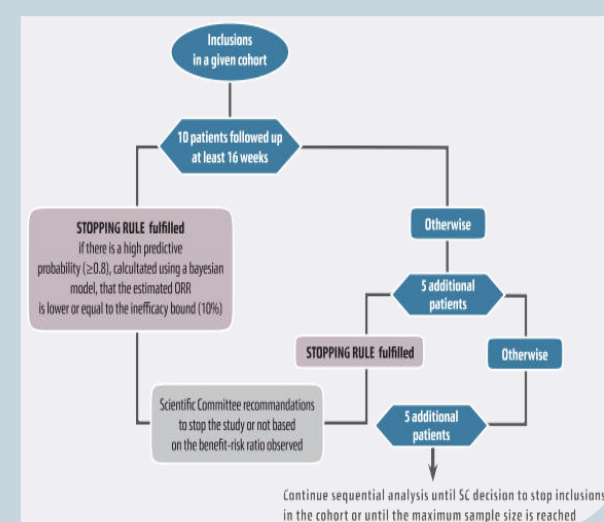 Inclusions
in a given cohort
10 patients followed up
at least 16 weeks
STOPPING RULE fulfilled
if there is a high predictive
probability (≥0.8), calcultated using a bayesian
model, that the estimated ORR
is lower or equal to the inefficacy bound (10%)
Otherwise
5 additional
patients
STOPPING RULE fulfilled
Otherwise
Scientific Committee recommandations
to stop the study or not based
on the benefit-risk ratio observed
5 additional
patients
Continue sequential analysis until SC decision to stop inclusions
in the cohort or until the maximum sample size is reached